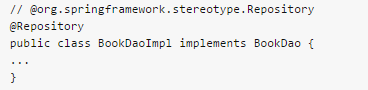 // @org.springframework.stereotype.Repository
@Repository
public class BookDaoImpl implements BookDao {
...
}